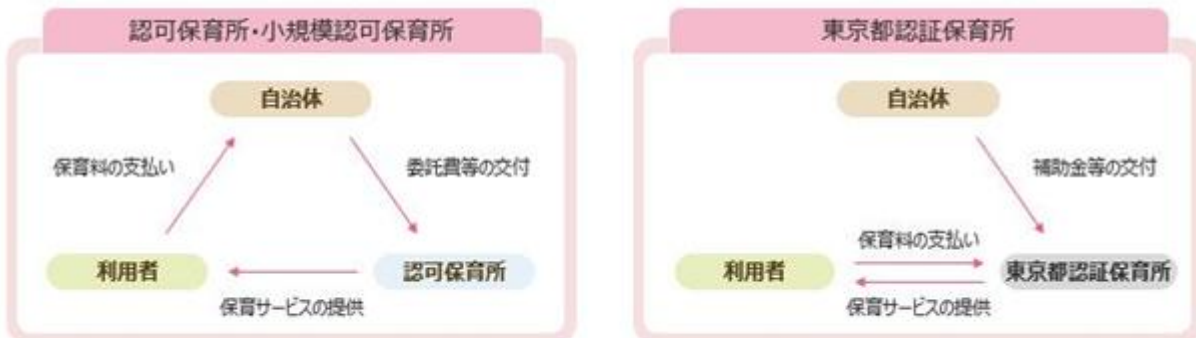 認可保育所・小規模認可保育所
自治体
保育料の支払い
委託費等の交付
利用者
認可保育所
保育サービスの提供
東京都認証保育所
自治体
補助金等の交付
保育料の支払い
利用者
東京都認証保育所
保育サービスの提供